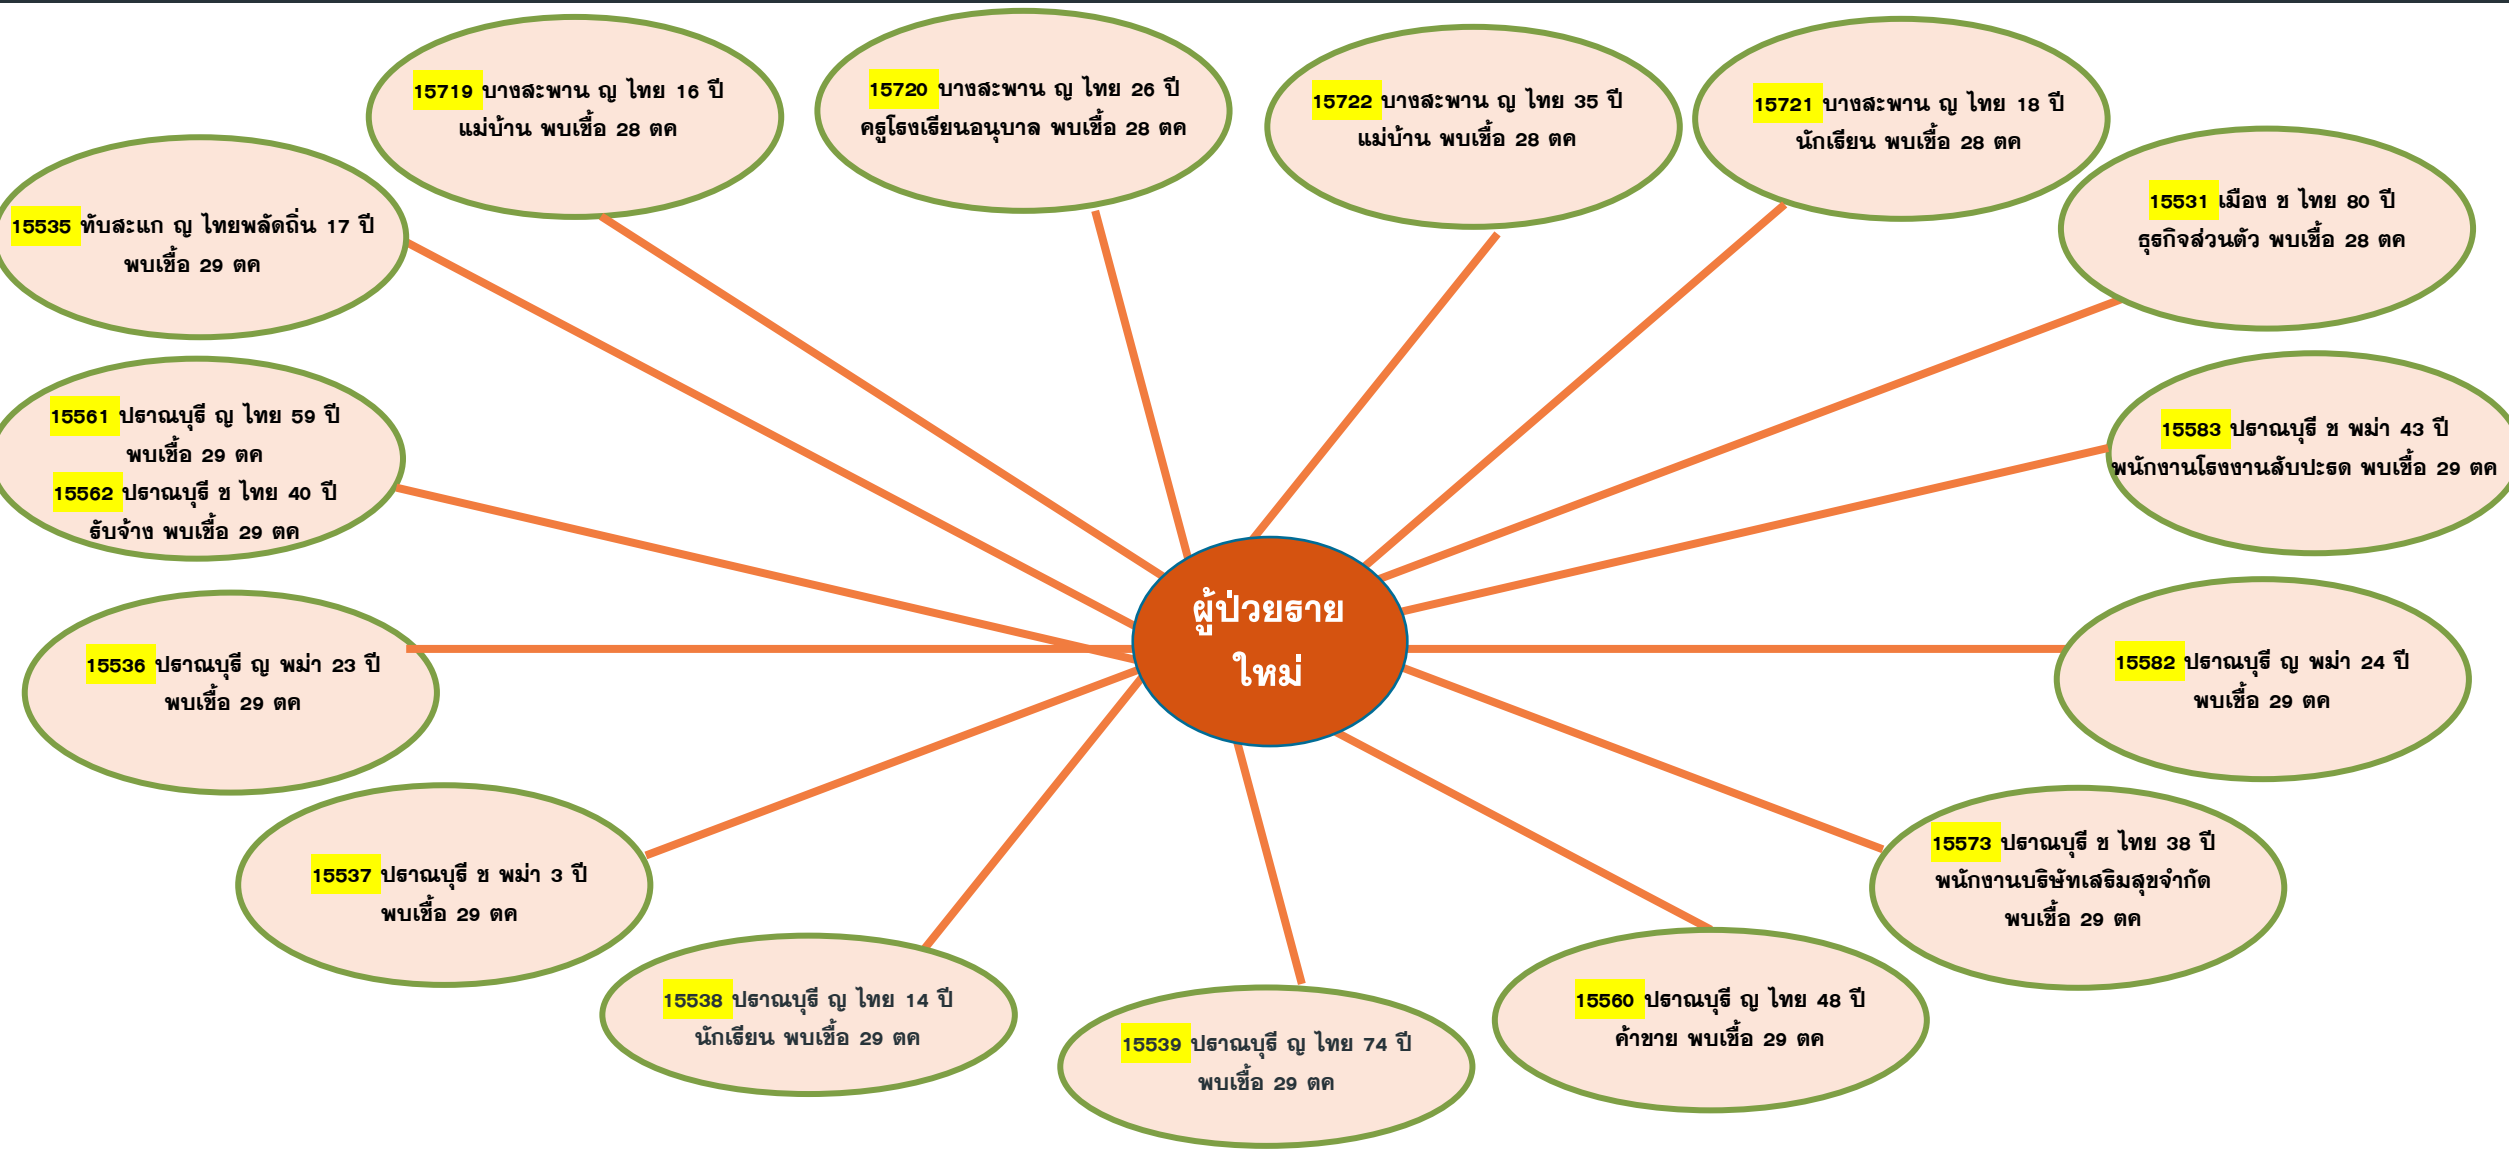 15719 บางสะพาน ญ ไทย 16 ปี
แม่บ้าน พบเชื้อ 28 ตค
15720 บางสะพาน ญ ไทย 26 ปี
ครูโรงเรียนอนุบาล พบเชื้อ 28 ตค
15722 บางสะพาน ญ ไทย 35 ปี
แม่บ้าน พบเชื้อ 28 ตค
15721 บางสะพาน ญ ไทย 18 ปี
นักเรียน พบเชื้อ 28 ตค
15531 เมือง ช ไทย 80 ปี
ธุรกิจส่วนตัว พบเชื้อ 28 ตค
15535 ทับสะแก ญ ไทยพลัดถิ่น 17 ปี
พบเชื้อ 29 ตค
15561 ปราณบุรี ญ ไทย 59 ปี
พบเชื้อ 29 ตค
15562 ปราณบุรี ช ไทย 40 ปี
รับจ้าง พบเชื้อ 29 ตค
15583 ปราณบุรี ช พม่า 43 ปี
พนักงานโรงงานสับปะรด พบเชื้อ 29 ตค
ผู้ป่วยราย
ใหม่
15536 ปราณบุรี ญ พม่า 23 ปี
พบเชื้อ 29 ตค
15582 ปราณบุรี ญ พม่า 24 ปี
พบเชื้อ 29 ตค
15537 ปราณบุรี ช พม่า 3 ปี
พบเชื้อ 29 ตค
15573 ปราณบุรี ช ไทย 38 ปี
พนักงานบริษัทเสริมสุขจำกัด
พบเชื้อ 29 ตค
15538 ปราณบุรี ญ ไทย 14 ปี
นักเรียน พบเชื้อ 29 ตค
15539 ปราณบุรี ญ ไทย 74 ปี
พบเชื้อ 29 ตค
15560 ปราณบุรี ญ ไทย 48 ปี
ค้าขาย พบเชื้อ 29 ตค